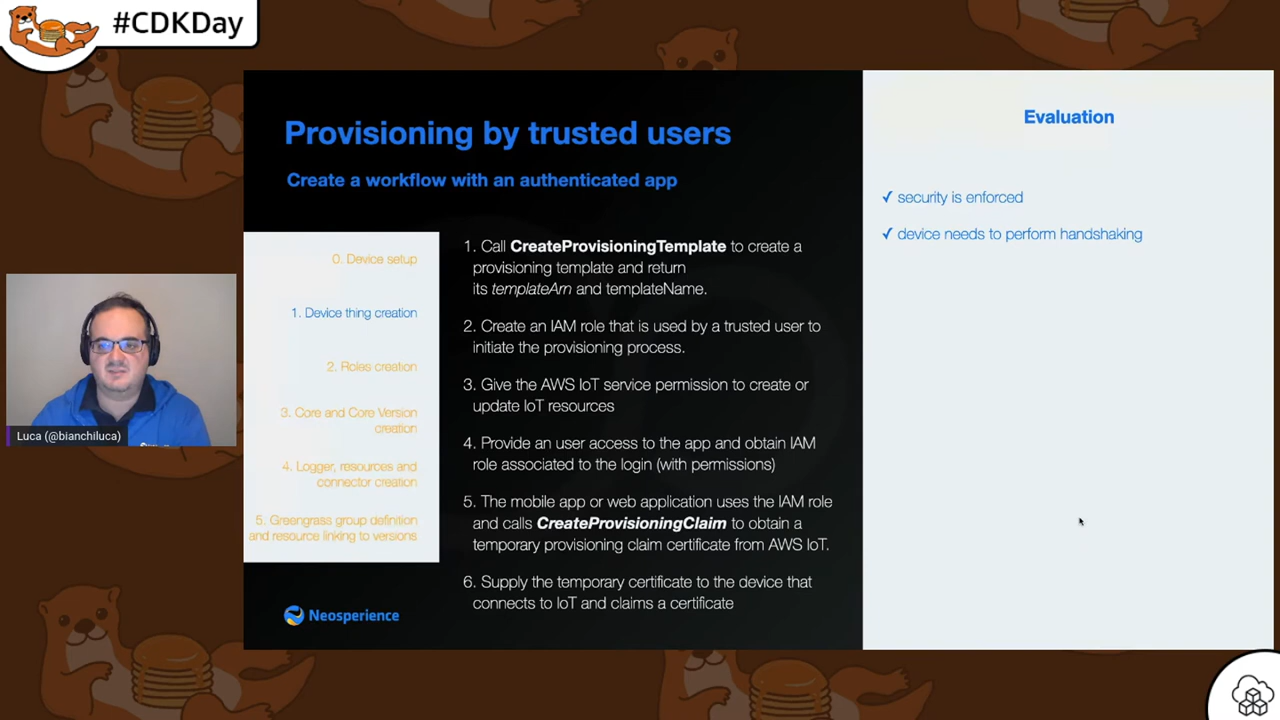 #CDKDay
Provisioning by trusted users
Create a workflow with an authenticated app
0. Device setup
1. Device thing creation
2. Roles creation
3. Core and Core Version
creation
4. Logger, resources and
connector creation
5. Greengrass group definition
and resource linking to versions
1. Call CreateProvisioningTemplate to create a
provisioning template and return
its templateArn and templateName.
2. Create an IAM role that is used by a trusted user to
initiate the provisioning process.
3. Give the AWS IoT service permission to create or
update IoT resources
4. Provide an user access to the app and obtain IAM
role associated to the login (with permissions)
5. The mobile app or web application uses the IAM role
and calls CreateProvisioningClaim to obtain a
temporary provisioning claim certificate from AWS IoT.
6. Supply the temporary certificate to the device that
connects to IoT and claims a certificate
Neosperience
Evaluation
✓ security is enforced
✓ device needs to perform handshaking
Luca (@bianchiluca)